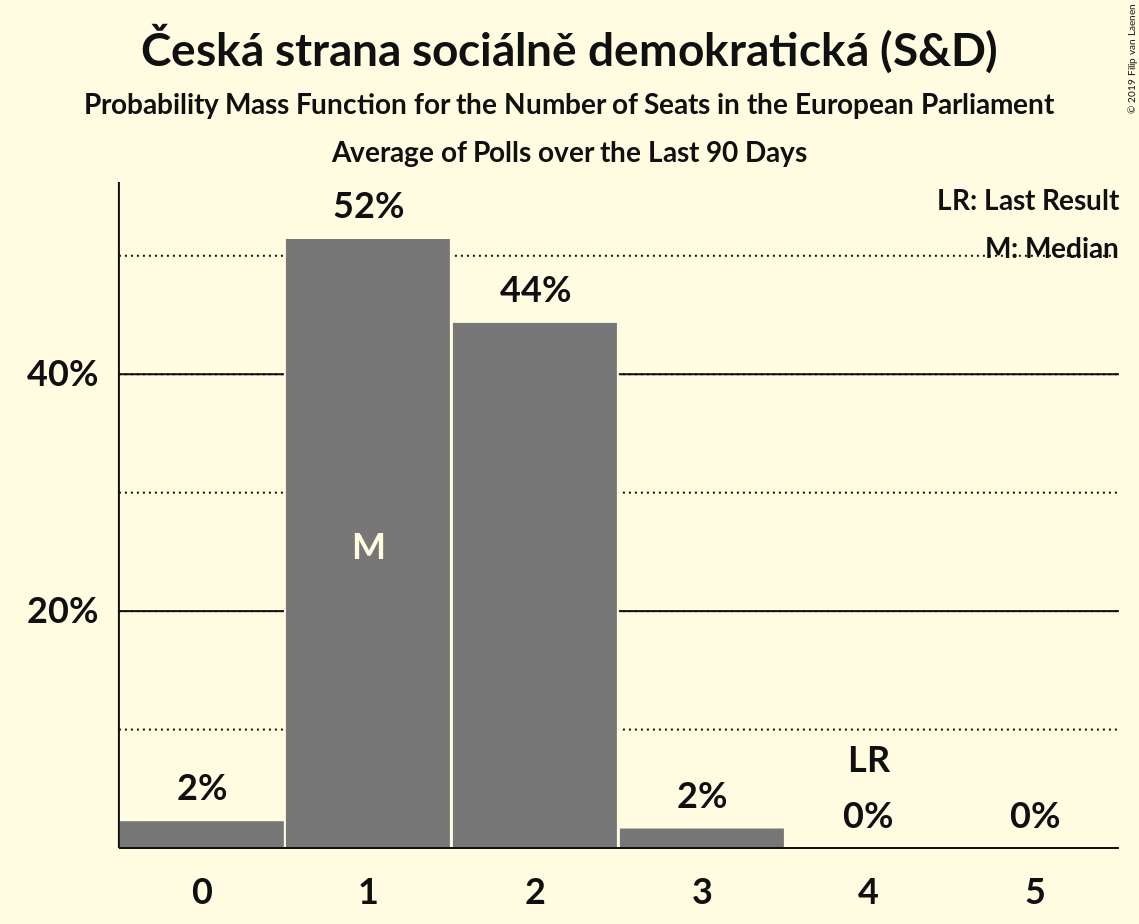 Česká strana sociálně demokratická (S&D)
Probability Mass Function for the Number of Seats in the European Parliament
Average of Polls over the Last 90 Days
© 2019 Filip van Laenen
LR: Last Result
M: Median
52%
44%
40%
M
20%
2%
2%
LR
0%
0%
0 1 2 3 4 5